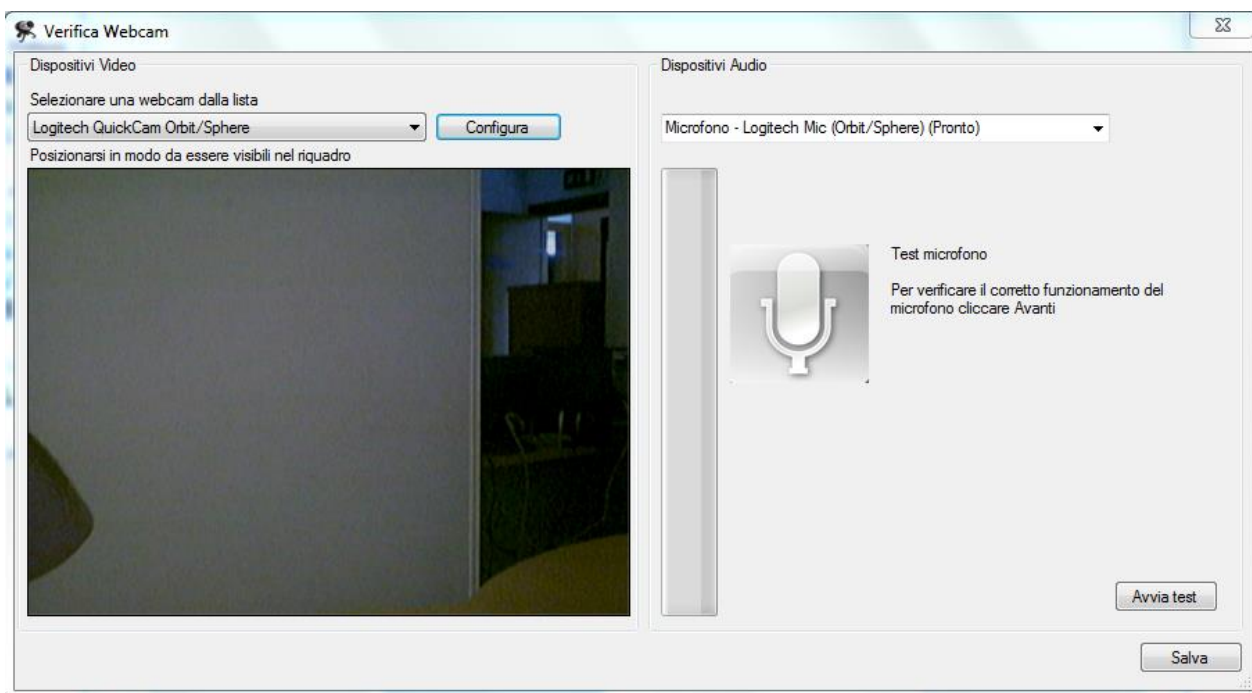 Verifica Webcam
Dispositivi Video
Selezionare una webcam dalla lista
Logitech QuickCam Orbit/Sphere
Configura
Posizionarsi in modo da essere visibili nel riquadro
Dispositivi Audio
Microfono - Logitech Mic (Orbit/Sphere) (Pronto)
Test microfono
Per verificare il corretto funzionamento del
microfono cliccare Avanti
Avvia test
Salva